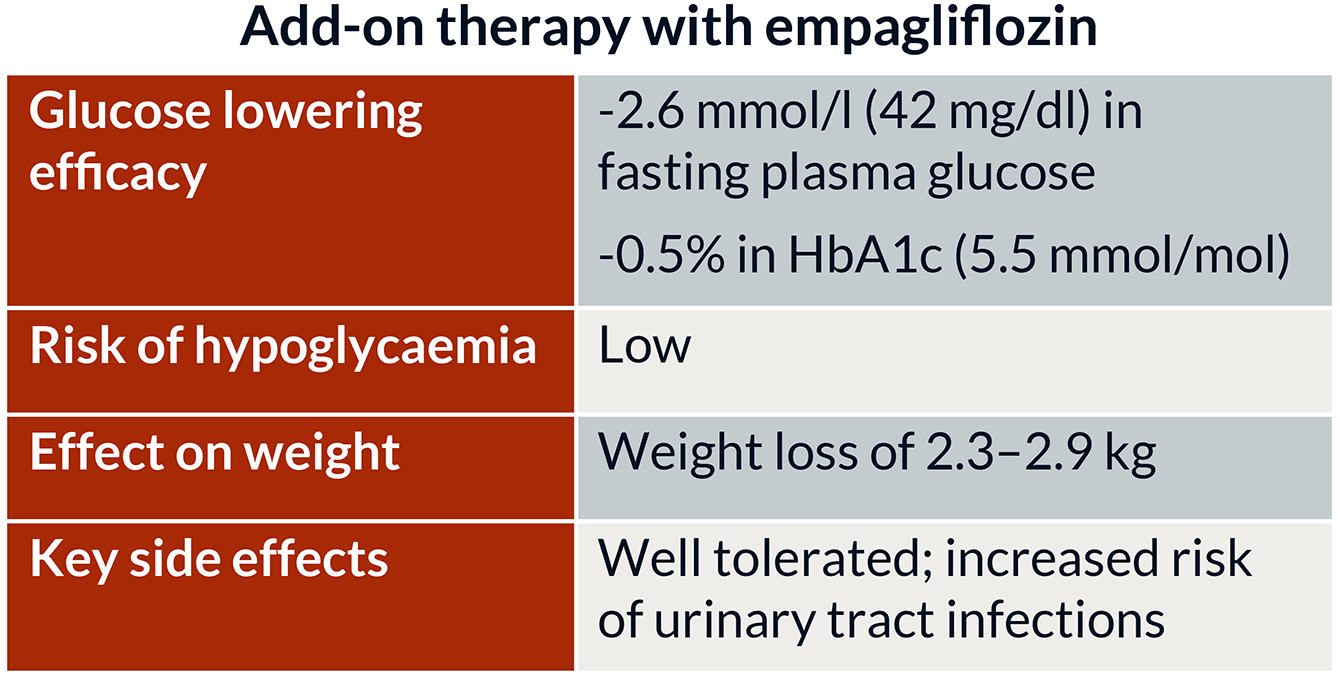 Add-on therapy with empagliflozin
Glucose lowering
efficacy
-2.6 mmol/l (42 mg/dl) in
fasting plasma glucose
-0.5% in HbA1c (5.5 mmol/mol)
Risk of hypoglycaemia
Low
Effect on weight
Weight loss of 2.3–2.9 kg
Key side effects
Well tolerated; increased risk
of urinary tract infections